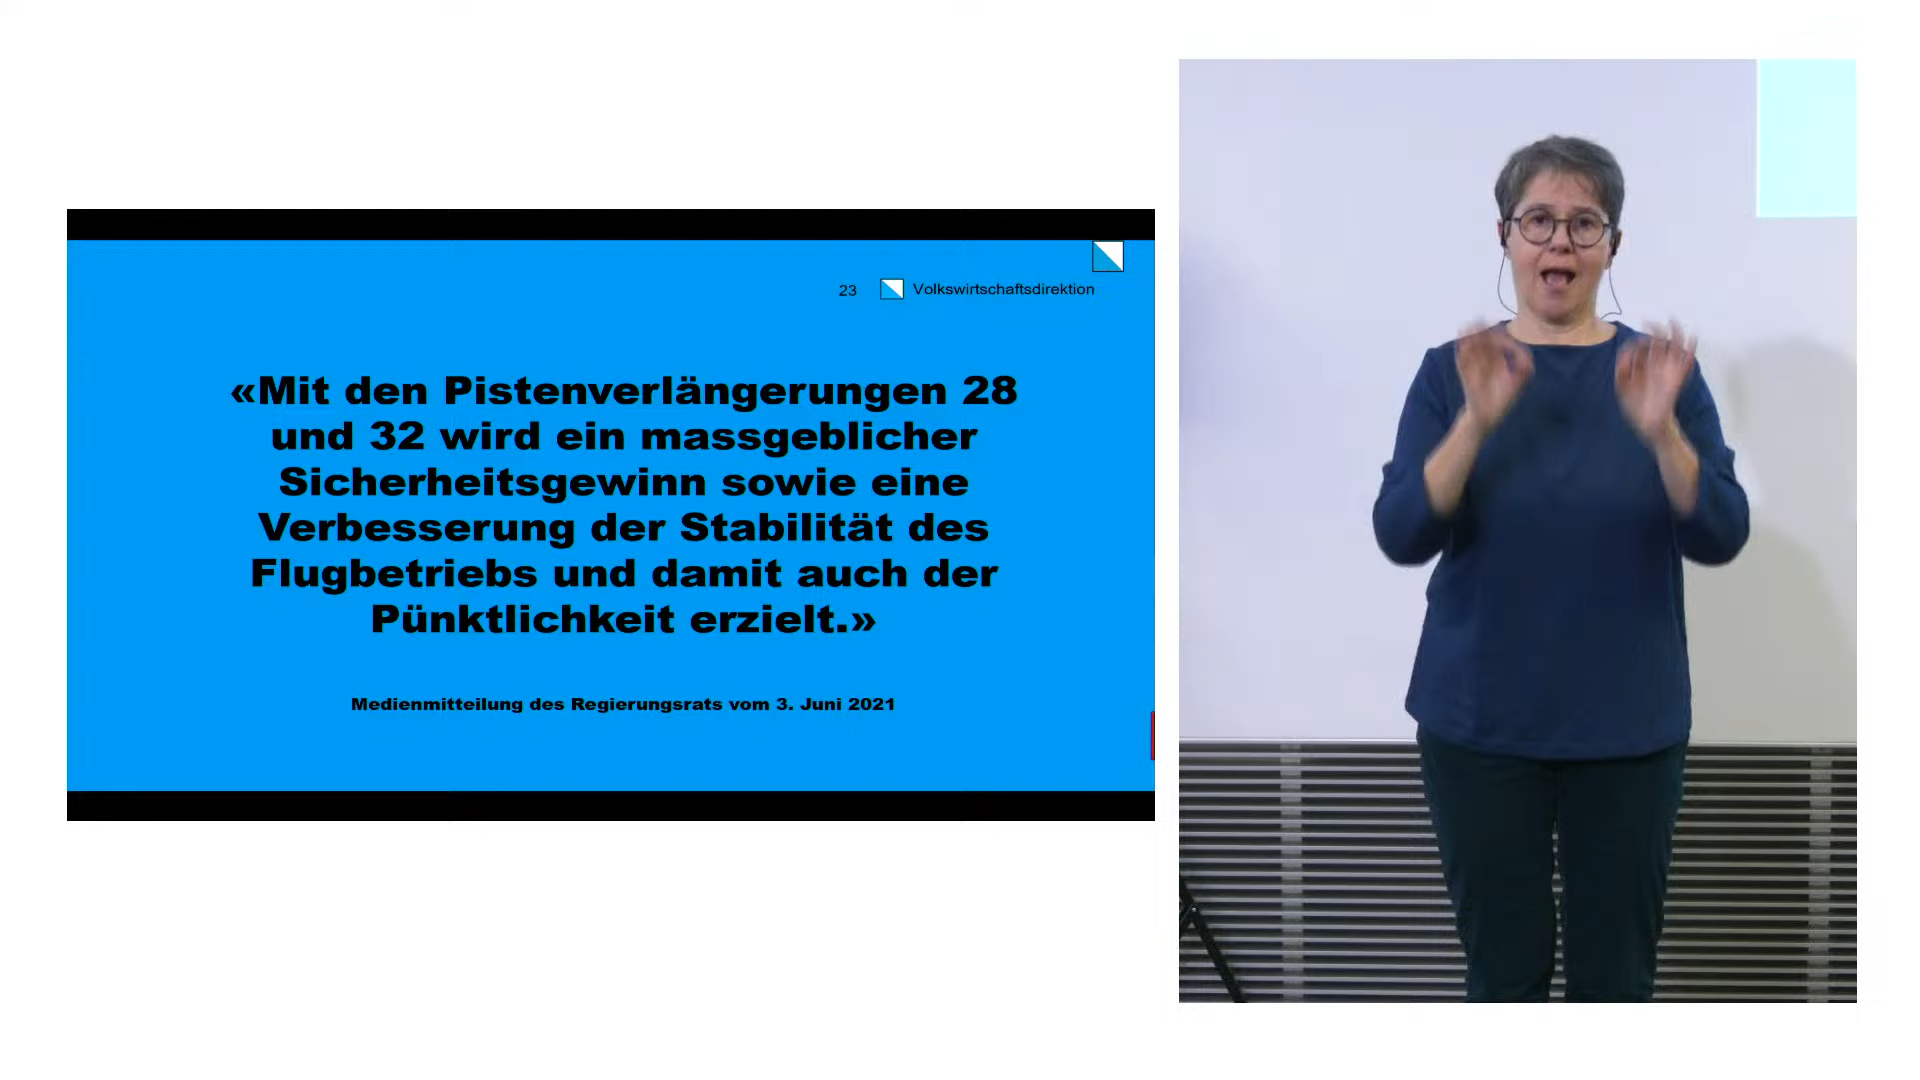 23 Volkswirtschaftsdirektion
«Mit den Pistenverlängerungen 28
und 32 wird ein massgeblicher
Sicherheitsgewinn sowie eine
Verbesserung der Stabilität des
Flugbetriebs und damit auch der
Pünktlichkeit erzielt.»
Medienmitteilung des Regierungsrats vom 3. Juni 2021